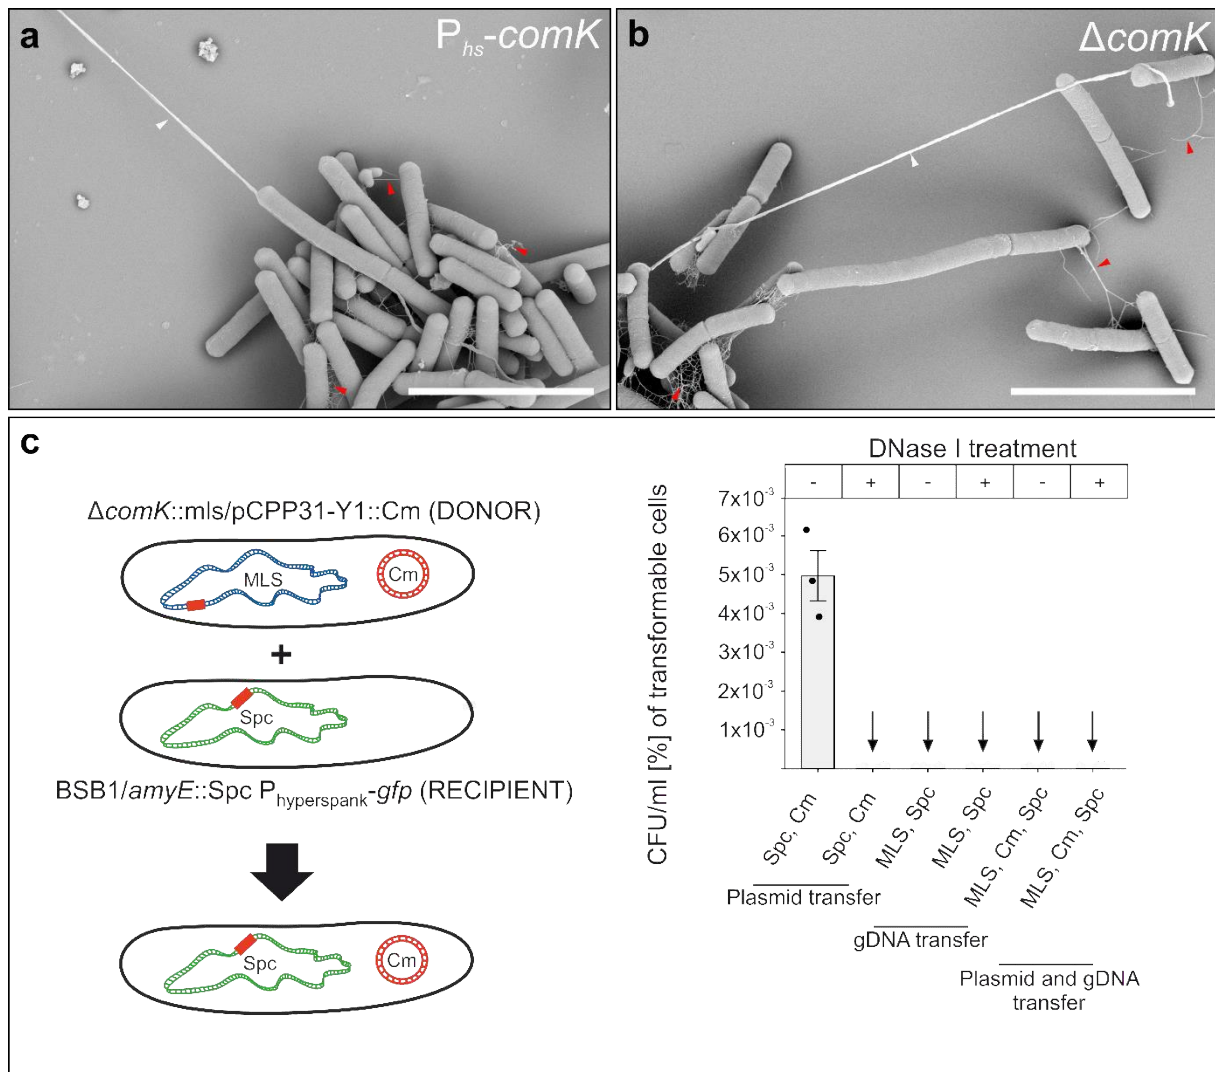 a
P_hs-comK
b
ΔcomK
c
ΔcomK::mls/pCPP31-Y1::Cm (DONOR)
MLS
Cm
+
Spc
BSB1/amyE::Spc P_hyperspank-gfp (RECIPIENT)
Spc
Cm
DNase I treatment
- + - + - +
CFU/ml [%] of transformable cells
7x10⁻³
6x10⁻³
5x10⁻³
4x10⁻³
3x10⁻³
2x10⁻³
1x10⁻³
Spc, Cm
Spc, Cm
MLS, Spc
MLS, Spc
MLS, Cm, Spc
MLS, Cm, Spc
Plasmid transfer
gDNA transfer
Plasmid and gDNA
transfer